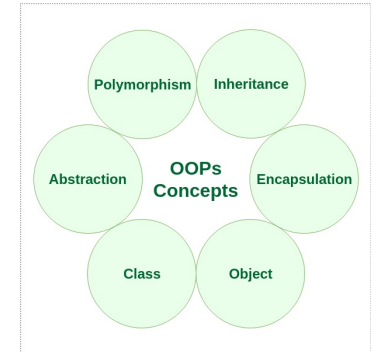 Polymorphism
Inheritance
Abstraction
OOPs
Concepts
Encapsulation
Class
Object